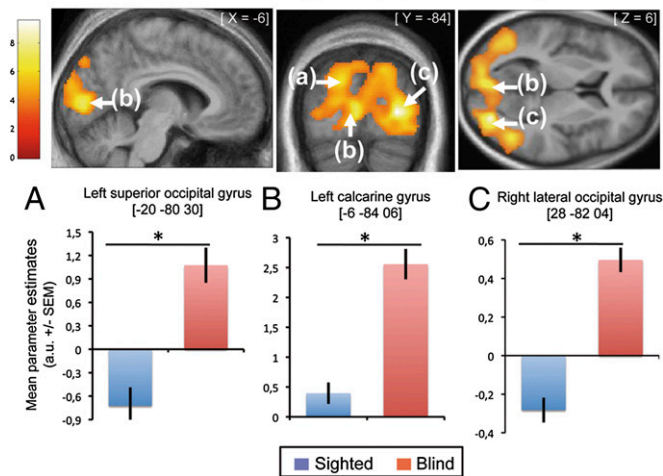 [ X = -6]
[ Y = -84]
[ Z = 6]
8
6
4
2
0
(b)
(a)
(b)
(c)
(b)
(c)
A
Left superior occipital gyrus
[-20 -80 30]
B
Left calcarine gyrus
[-6 -84 06]
C
Right lateral occipital gyrus
[28 -82 04]
Mean parameter estimates
(a.u. +/- SEM)
1,5
1,2
0,9
0,6
0,3
0
-0,3
-0.6
-0,9
*
3
2,5
2
1,5
1
0,5
0
*
0,6
0,4
0,2
0
-0,2
-0,4
*
Sighted
Blind